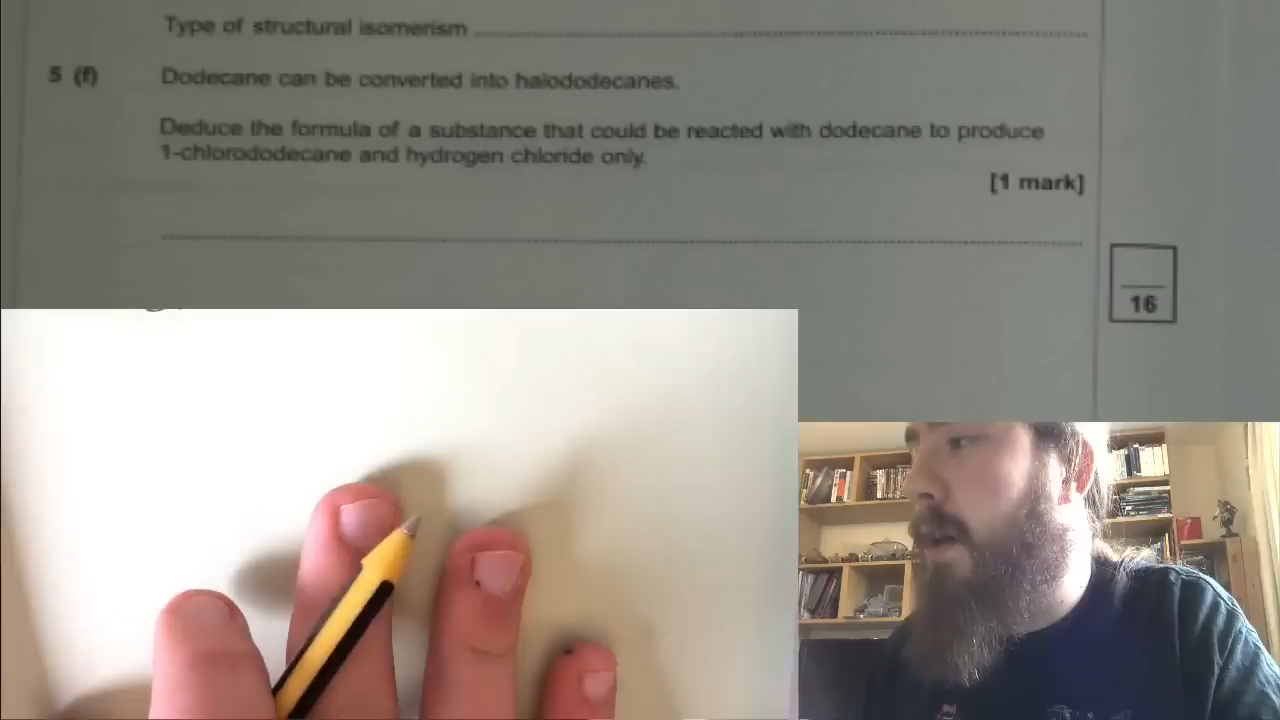 Type of structural isomerism
5 (f) Dodecane can be converted into halododecanes.
Deduce the formula of a substance that could be reacted with dodecane to produce
1-chlorododecane and hydrogen chloride only.
[1 mark]
16